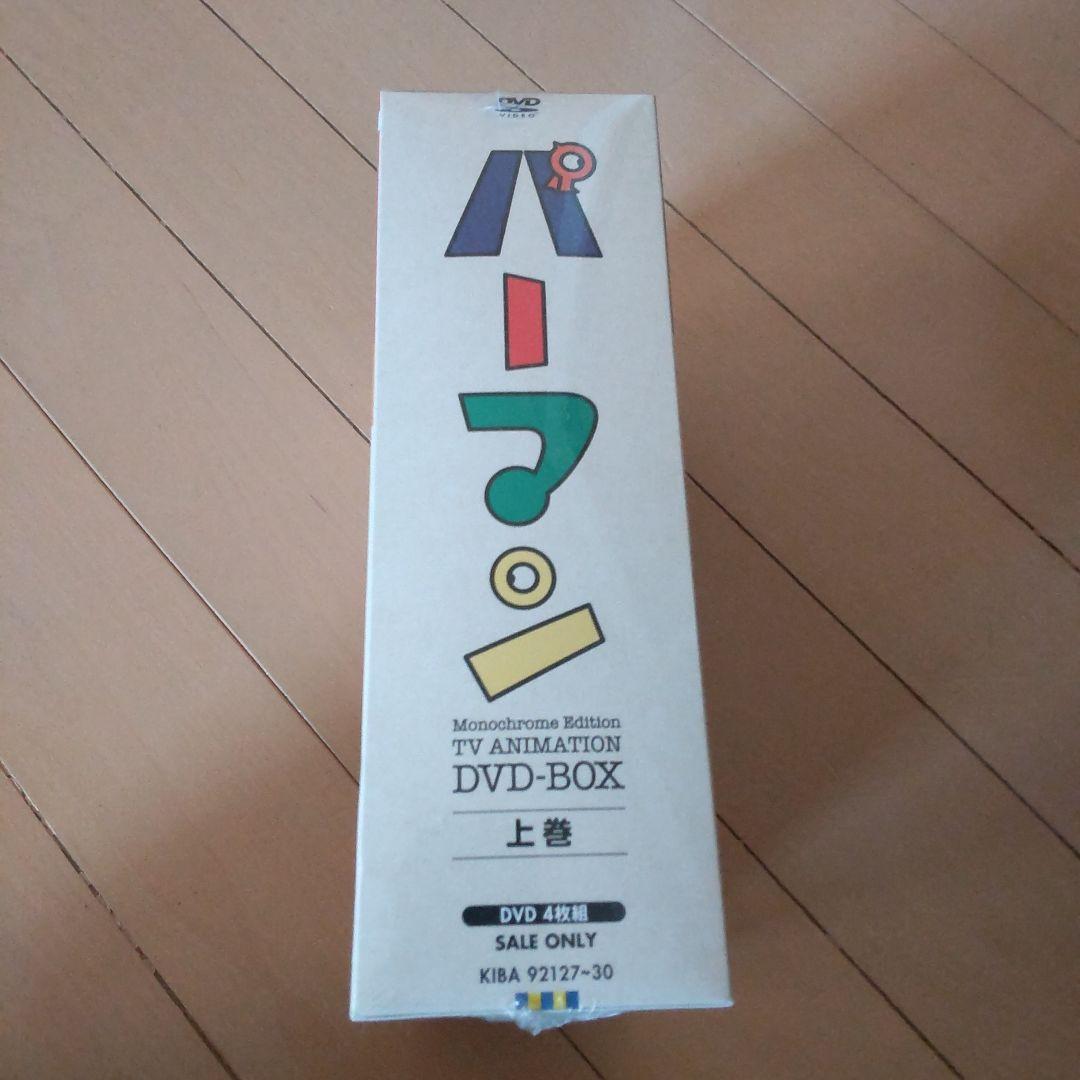 DVD
VIDEO
パーマン
Monochrome Edition
TV ANIMATION
DVD-BOX
上巻
DVD 4枚組
SALE ONLY
KIBA 92127~30